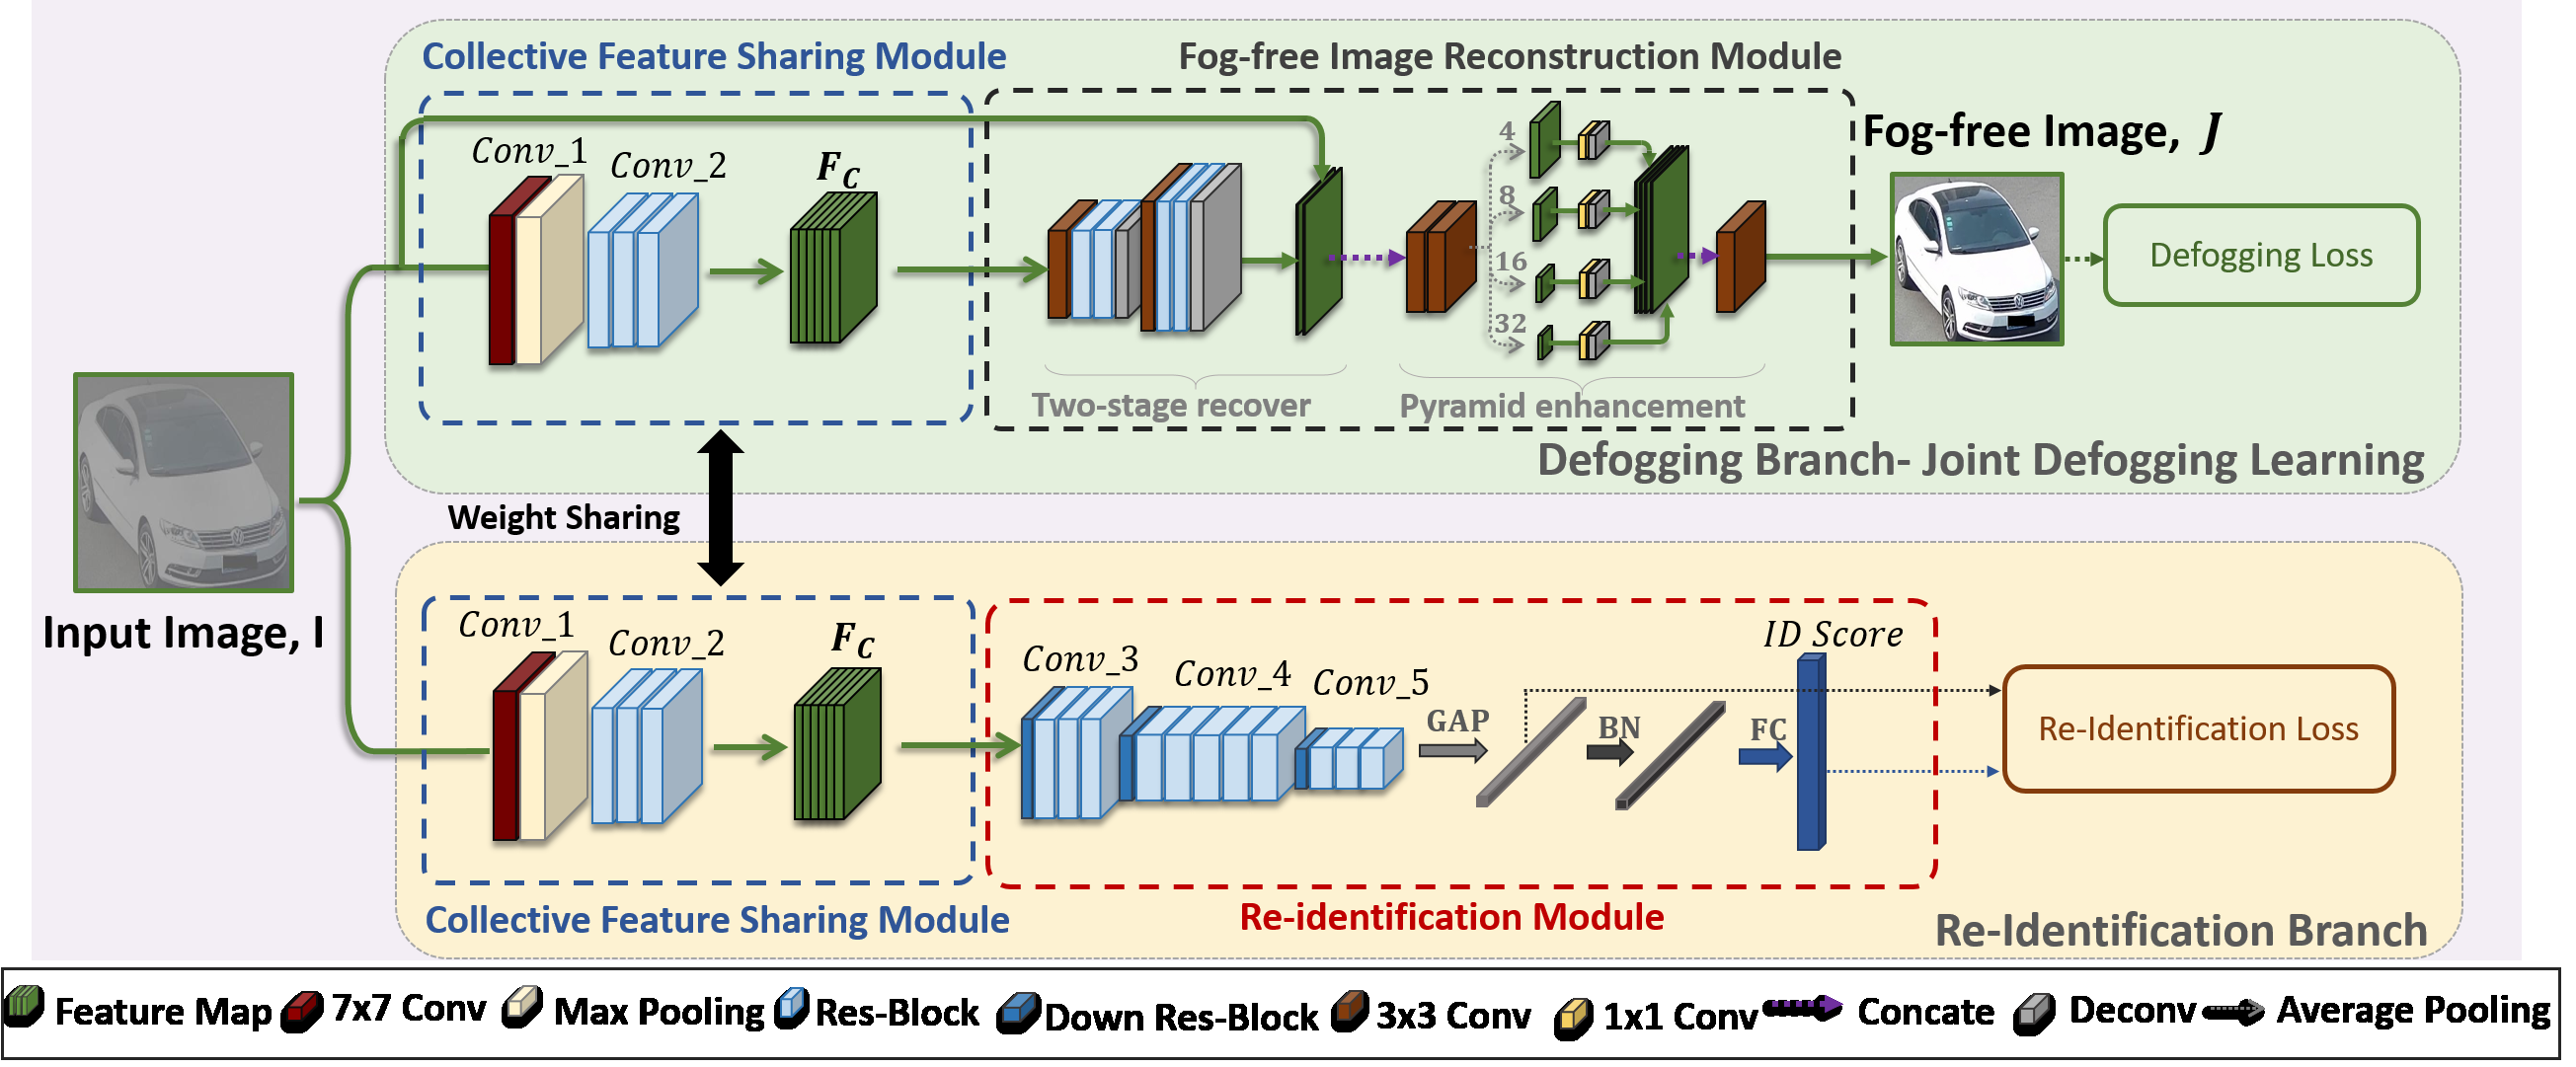 Collective Feature Sharing Module
Fog-free Image Reconstruction Module
Conv_1
Conv_2
F_C
4
8
16
32
Two-stage recover
Pyramid enhancement
Fog-free Image, J
Defogging Loss
Defogging Branch- Joint Defogging Learning
Input Image, I
Weight Sharing
Conv_1
Conv_2
F_C
Conv_3
Conv_4
Conv_5
GAP
BN
FC
ID Score
Re-Identification Loss
Collective Feature Sharing Module
Re-identification Module
Re-Identification Branch
Feature Map 7x7 Conv Max Pooling Res-Block Down Res-Block 3x3 Conv 1x1 Conv Concate Deconv Average Pooling